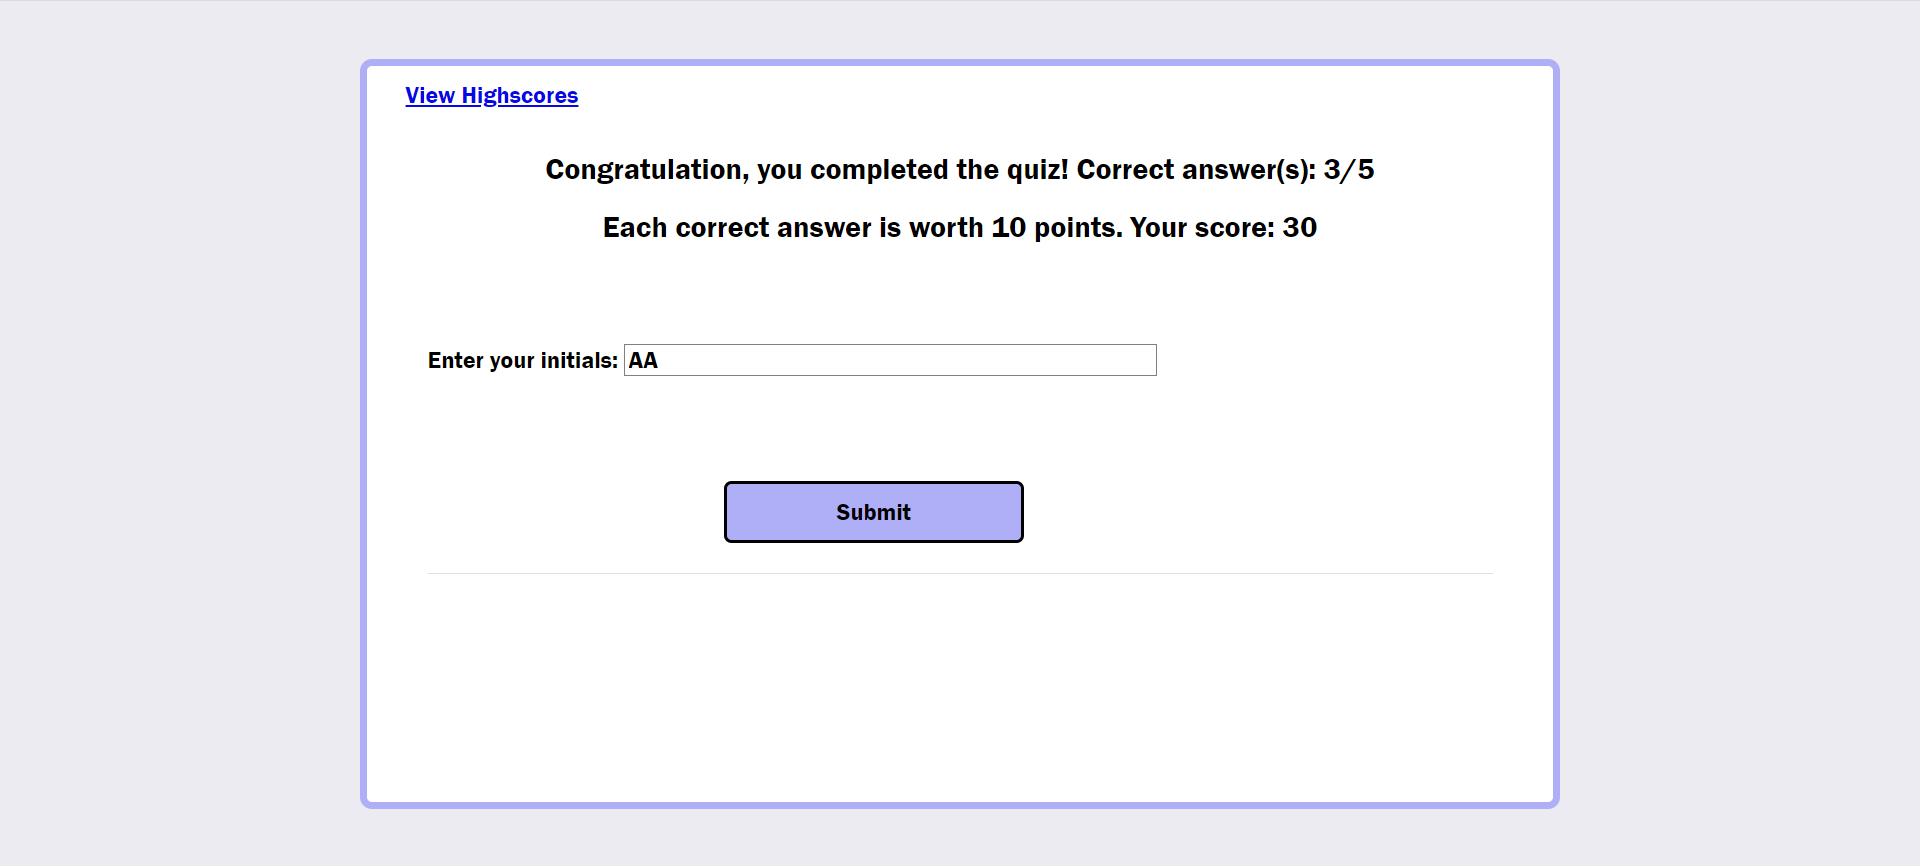 View Highscores
Congratulation, you completed the quiz! Correct answer(s): 3/5
Each correct answer is worth 10 points. Your score: 30
Enter your initials: AA
Submit